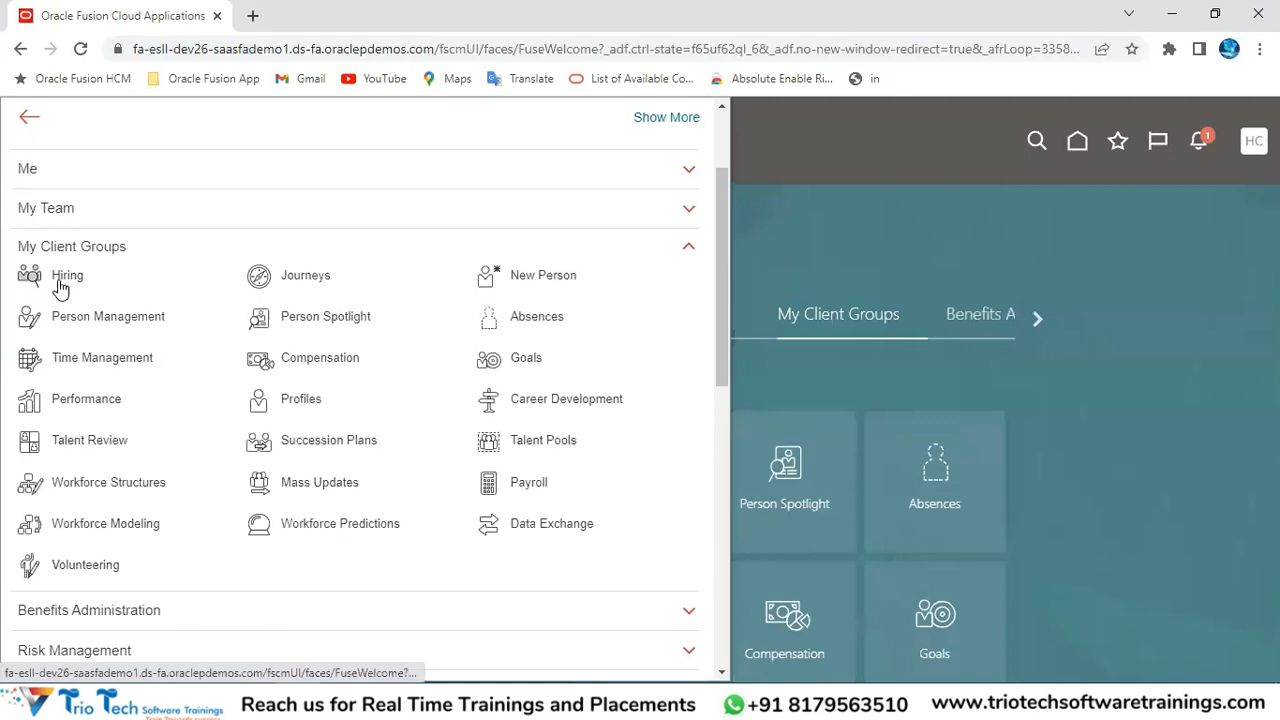 Oracle Fusion Cloud Applications
fa-esll-dev26-saasfademo1.ds-fa.oraclepdemos.com/fscmUI/faces/FuseWelcome?_adf.ctrl-state=f65uf62ql_6&_adf.no-new-window-redirect=true&_afrLoop=3358...
Oracle Fusion HCM Oracle Fusion App Gmail YouTube Maps Translate List of Available Co... Absolute Enable Ri... in
Show More
HC
1
Me
My Team
My Client Groups
Hiring Journeys New Person
Person Management Person Spotlight Absences
Time Management Compensation Goals
Performance Profiles Career Development
Talent Review Succession Plans Talent Pools
Workforce Structures Mass Updates Payroll
Workforce Modeling Workforce Predictions Data Exchange
Volunteering
Benefits Administration
Risk Management
My Client Groups Benefits A
Person Spotlight Absences
Compensation Goals
fa-esll-dev26-saasfademo1.ds-fa.oraclepdemos.com/fscmUI/faces/FuseWelcome?...
Trio Tech Software Trainings
Trio Tech Towards success
Reach us for Real Time Trainings and Placements
+91 8179563510
www.triotechsoftwaretrainings.com